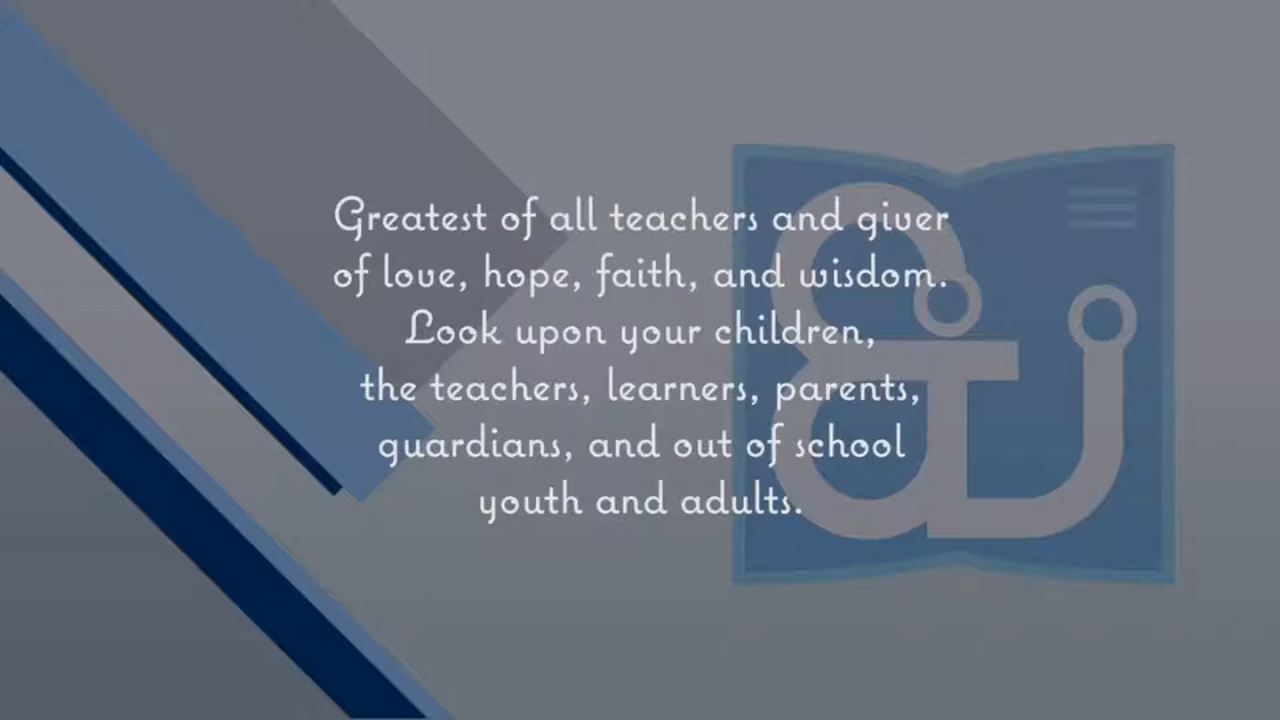 Greatest of all teachers and giver
of love, hope, faith, and wisdom.
Look upon your children,
the teachers, learners, parents,
guardians, and out of school
youth and adults.